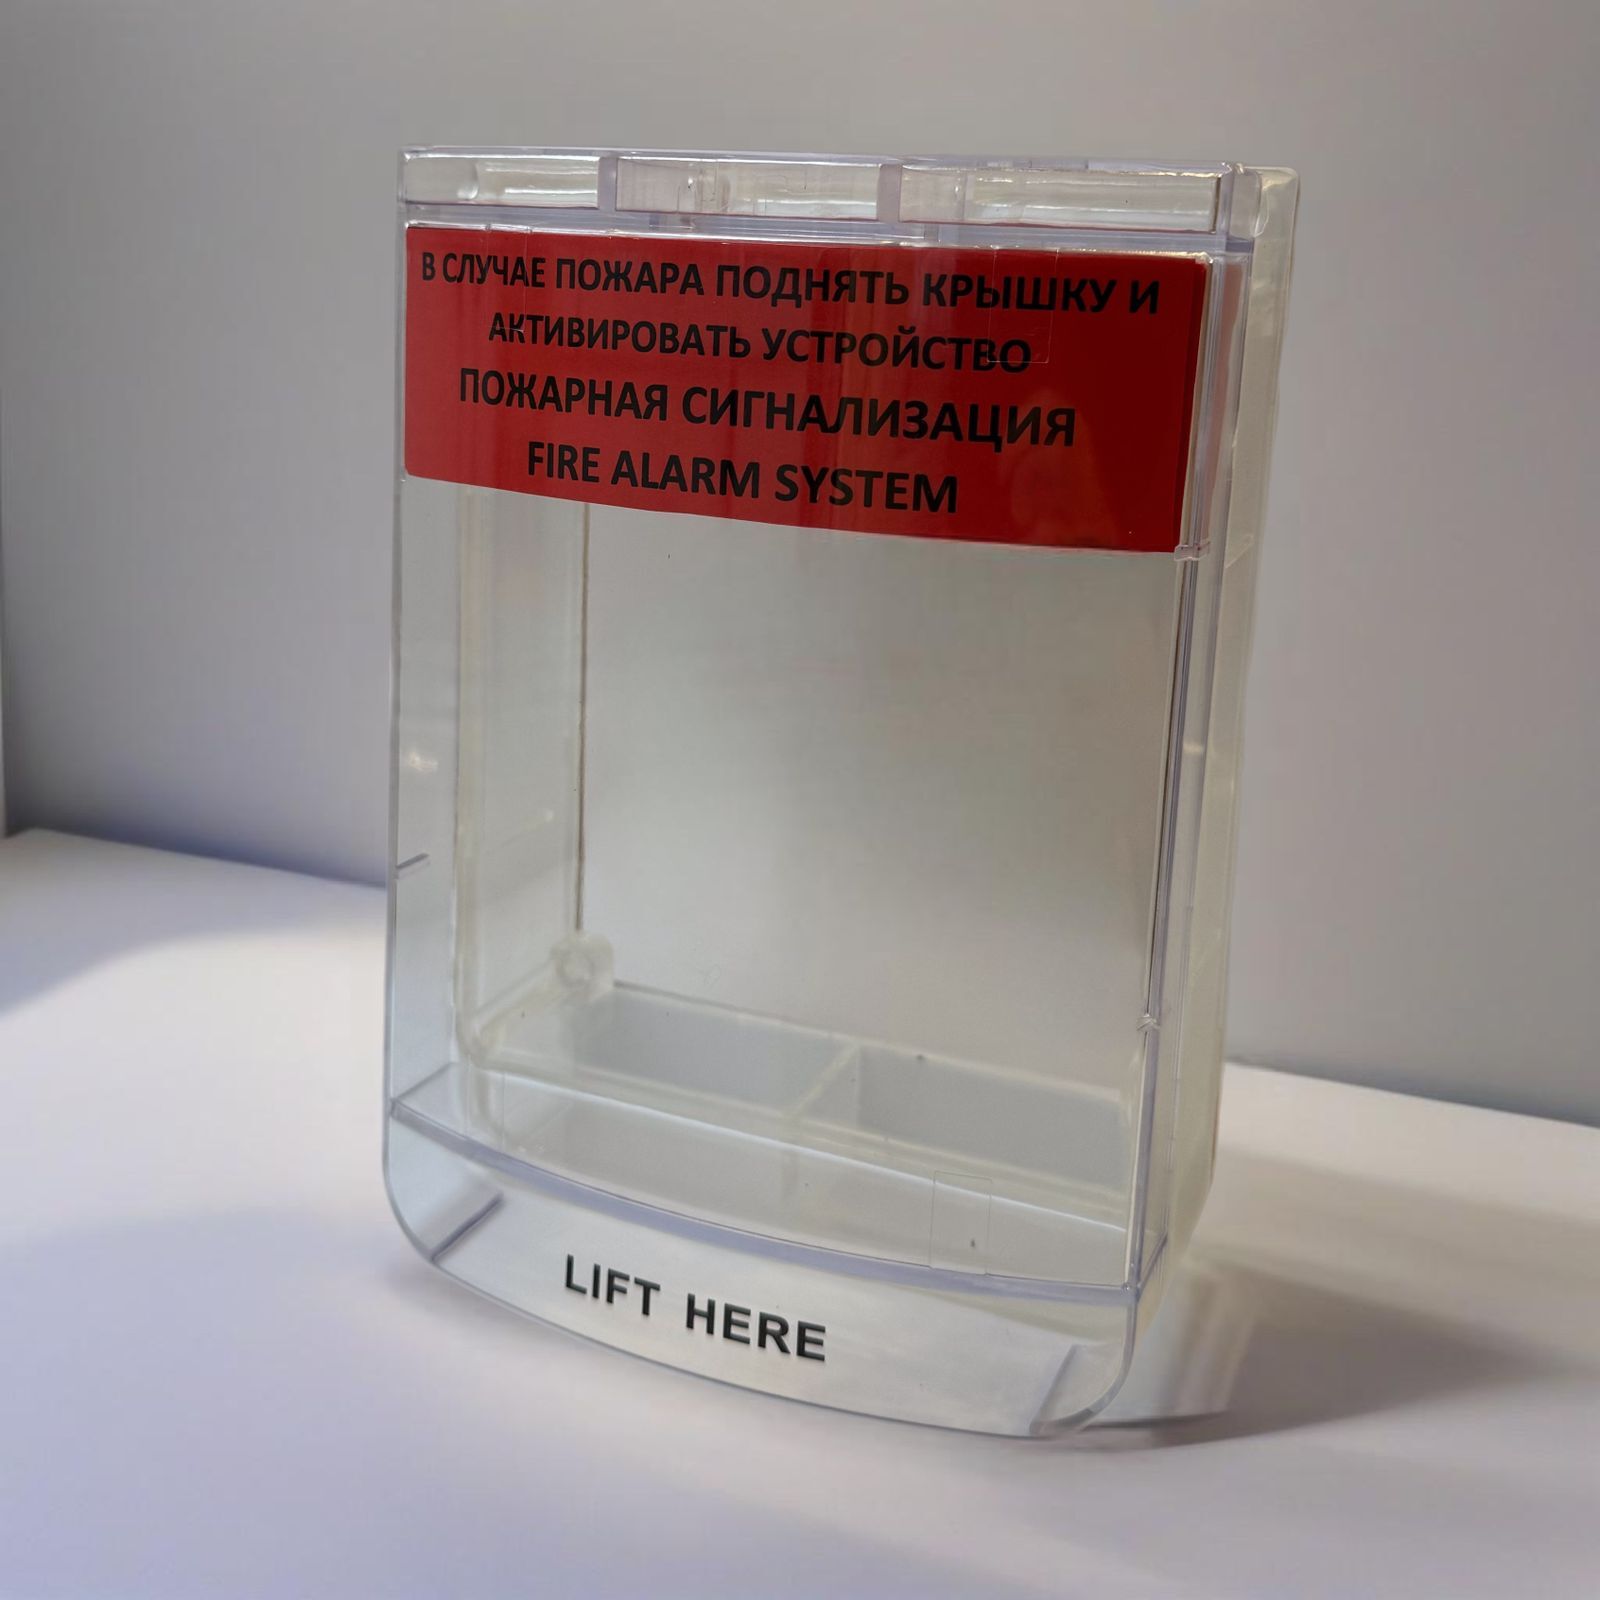 В СЛУЧАЕ ПОЖАРА ПОДНЯТЬ КРЫШКУ И
АКТИВИРОВАТЬ УСТРОЙСТВО
ПОЖАРНАЯ СИГНАЛИЗАЦИЯ
FIRE ALARM SYSTEM
LIFT HERE